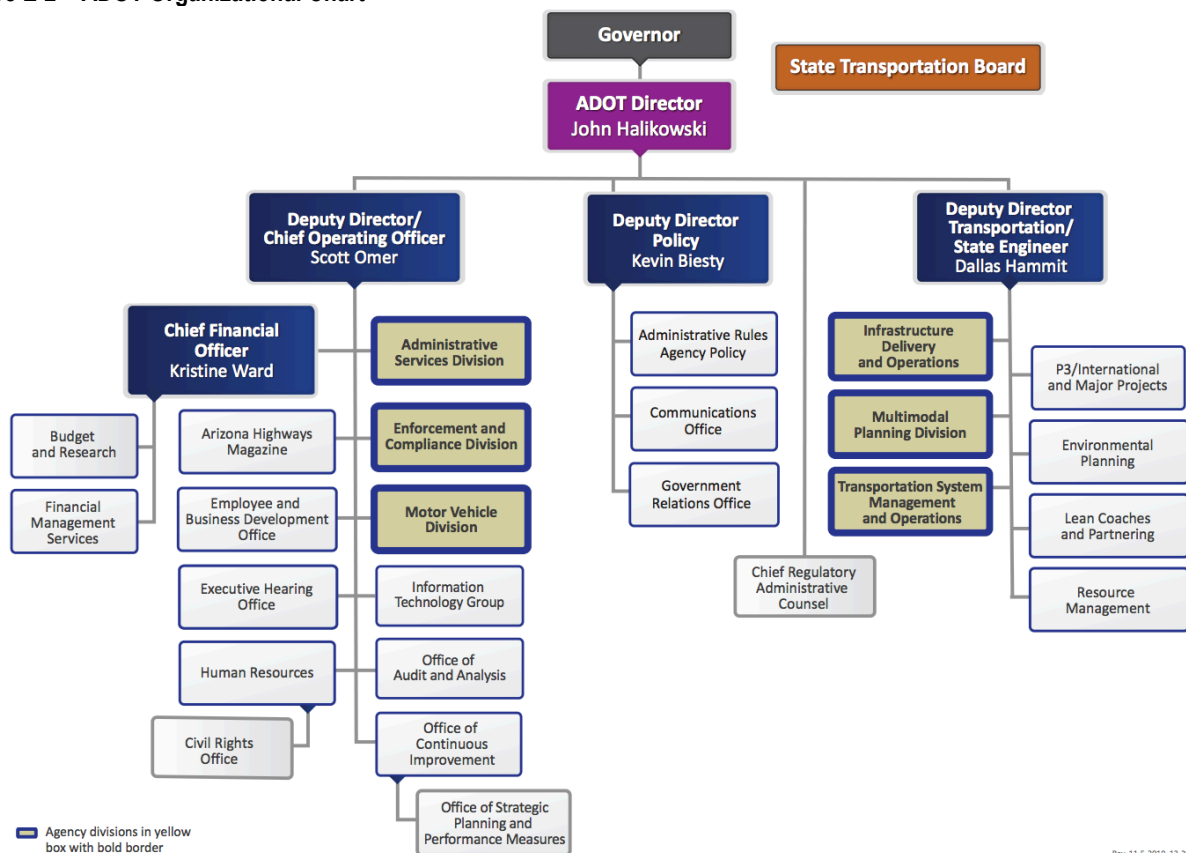 ADOT Organizational Chart
Governor
State Transportation Board
ADOT Director
John Halikowski
Deputy Director/
Chief Operating Officer
Scott Omer
Deputy Director
Policy
Kevin Biesty
Deputy Director
Transportation/
State Engineer
Dallas Hammit
Chief Financial
Officer
Kristine Ward
Administrative
Services Division
Administrative Rules
Agency Policy
Infrastructure
Delivery
and Operations
P3/International
and Major Projects
Budget
and Research
Arizona Highways
Magazine
Enforcement and
Compliance Division
Communications
Office
Multimodal
Planning Division
Environmental
Planning
Financial
Management
Services
Employee and
Business Development
Office
Motor Vehicle
Division
Government
Relations Office
Transportation System
Management
and Operations
Lean Coaches
and Partnering
Executive Hearing
Office
Information
Technology Group
Chief Regulatory
Administrative
Counsel
Resource
Management
Human Resources
Office of
Audit and Analysis
Civil Rights
Office
Office of
Continuous
Improvement
Office of Strategic
Planning and
Performance Measures
Agency divisions in yellow
box with bold border